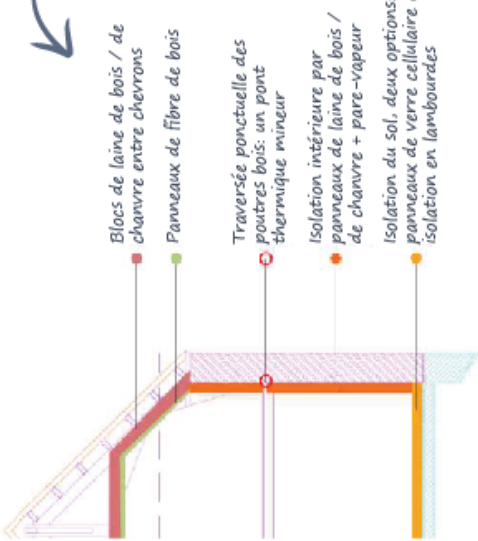 Blocs de laine de bois / de
chanvre entre chevrons
Panneaux de fibre de bois
Traversée ponctuelle des
poutres bois: un pont
thermique mineur
Isolation intérieure par
panneaux de laine de bois /
de chanvre + pare-vapeur
Isolation du sol, deux options:
panneaux de verre cellulaire
isolation en lambourdes